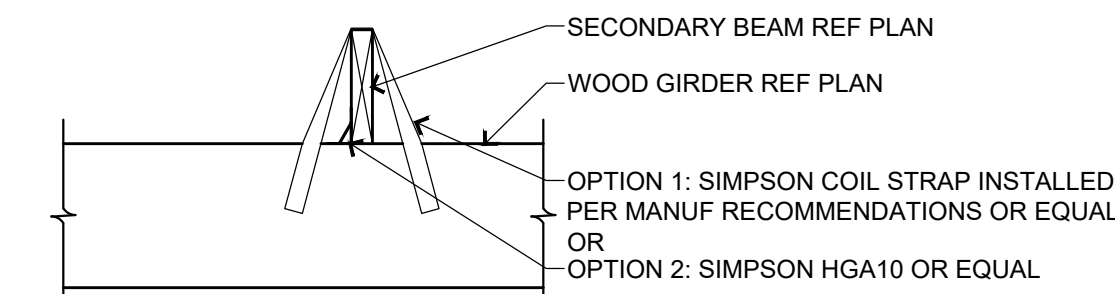 SECONDARY BEAM REF PLAN
WOOD GIRDER REF PLAN
OPTION 1: SIMPSON COIL STRAP INSTALLED
PER MANUF RECOMMENDATIONS OR EQUAL
OR
OPTION 2: SIMPSON HGA10 OR EQUAL